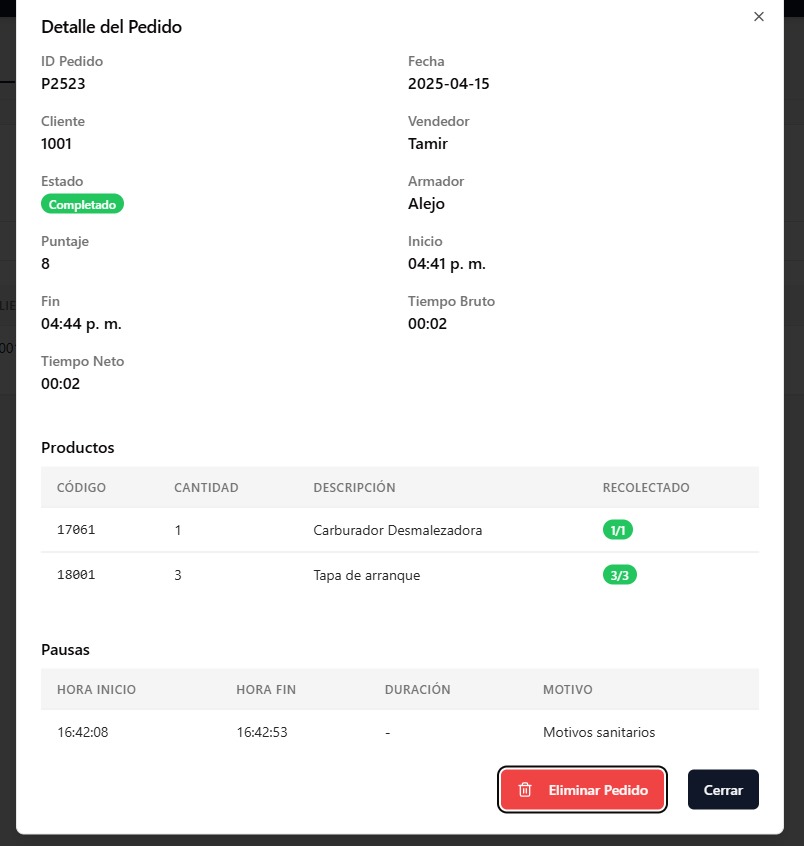 Detalle del Pedido
ID Pedido
P2523
Fecha
2025-04-15
Cliente
1001
Vendedor
Tamir
Estado
Completado
Armador
Alejo
Puntaje
8
Inicio
04:41 p. m.
Fin
04:44 p. m.
Tiempo Bruto
00:02
Tiempo Neto
00:02
Productos
CÓDIGO CANTIDAD DESCRIPCIÓN RECOLECTADO
17061 1 Carburador Desmalezadora 1/1
18001 3 Tapa de arranque 3/3
Pausas
HORA INICIO HORA FIN DURACIÓN MOTIVO
16:42:08 16:42:53 - Motivos sanitarios
Eliminar Pedido Cerrar